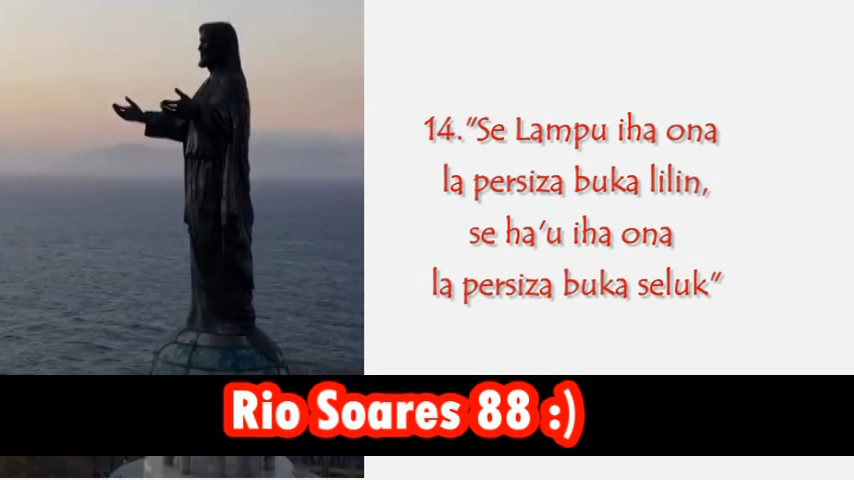 14."Se Lampu iha ona
la persiza buka lilin,
se ha'u iha ona
la persiza buka seluk"
Rio Soares 88 :)